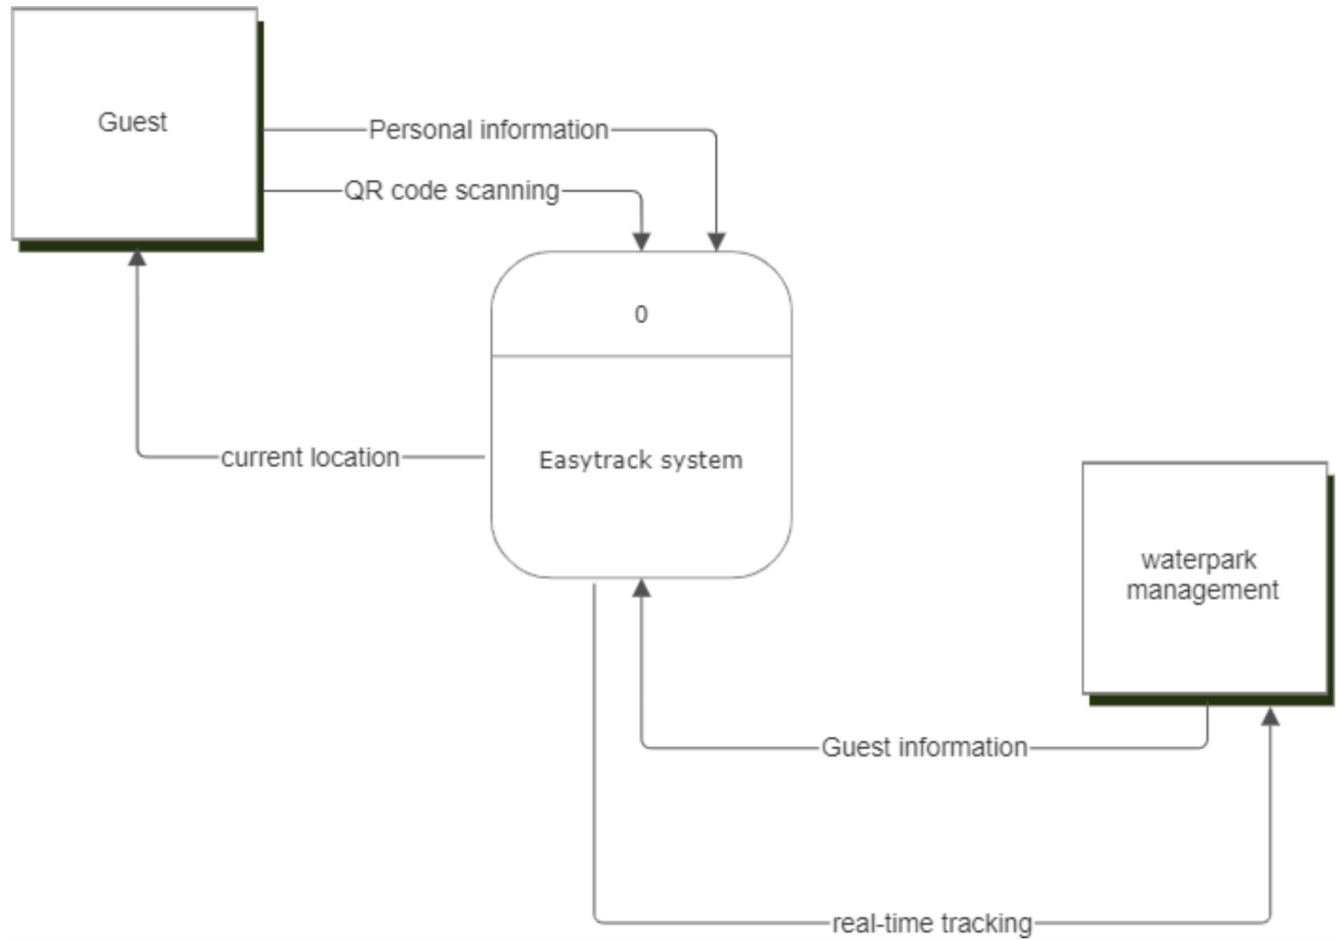 Guest
Personal information
QR code scanning
0
Easytrack system
current location
waterpark
management
Guest information
real-time tracking